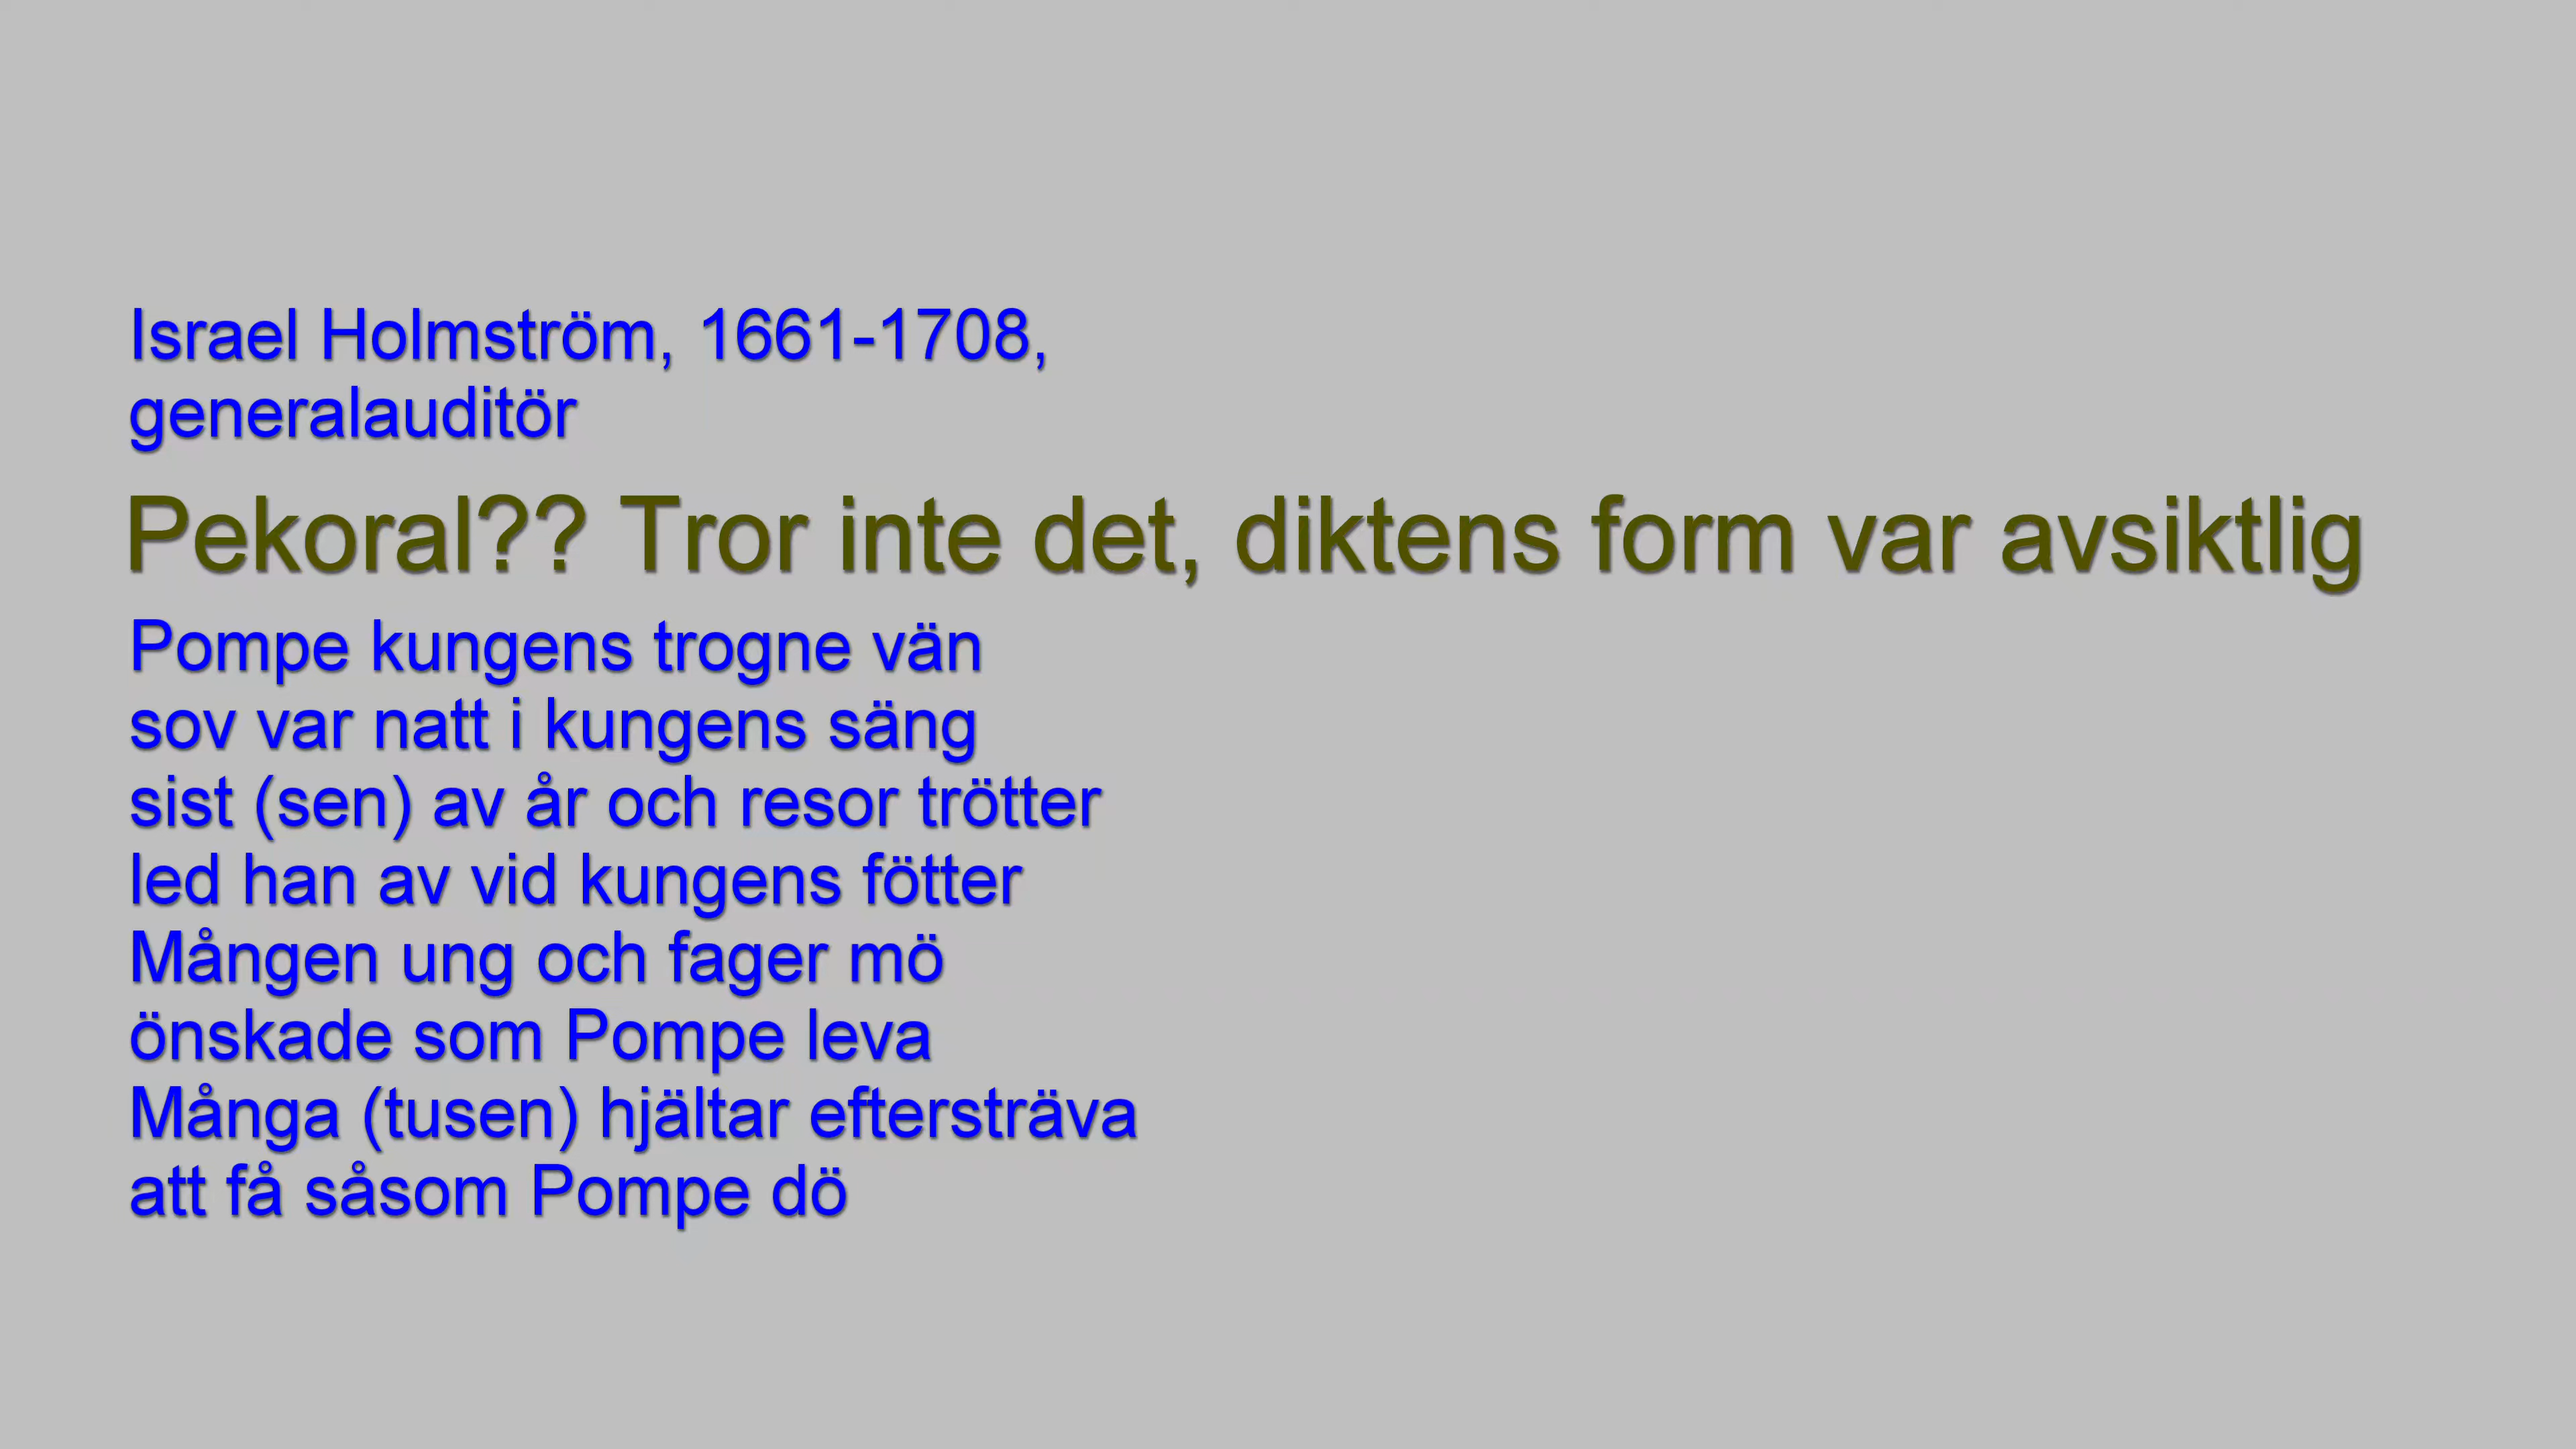 Israel Holmström, 1661-1708,
generalauditör
Pekoral?? Tror inte det, diktens form var avsiktlig
Pompe kungens trogne vän
sov var natt i kungens säng
sist (sen) av år och resor trötter
led han av vid kungens fötter
Mången ung och fager mö
önskade som Pompe leva
Många (tusen) hjältar eftersträva
att få såsom Pompe dö